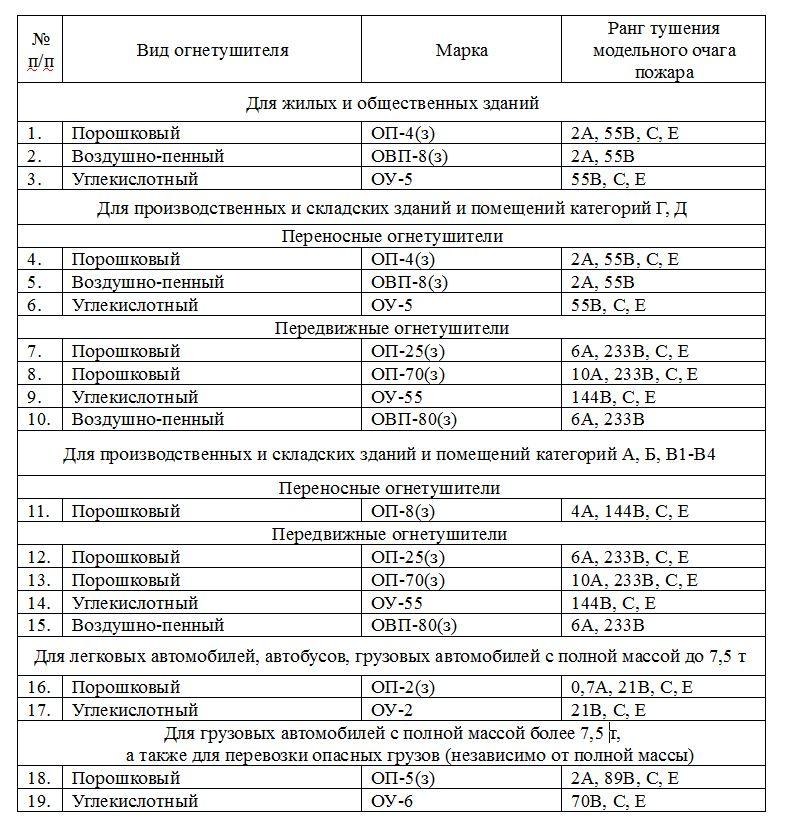 № п/п Вид огнетушителя Марка Ранг тушения модельного очага пожара
Для жилых и общественных зданий
1. Порошковый ОП-4(з) 2А, 55В, С, Е
2. Воздушно-пенный ОВП-8(з) 2А, 55В
3. Углекислотный ОУ-5 55В, С, Е
Для производственных и складских зданий и помещений категорий Г, Д
Переносные огнетушители
4. Порошковый ОП-4(з) 2А, 55В, С, Е
5. Воздушно-пенный ОВП-8(з) 2А, 55В
6. Углекислотный ОУ-5 55В, С, Е
Передвижные огнетушители
7. Порошковый ОП-25(з) 6А, 233В, С, Е
8. Порошковый ОП-70(з) 10А, 233В, С, Е
9. Углекислотный ОУ-55 144В, С, Е
10. Воздушно-пенный ОВП-80(з) 6А, 233В
Для производственных и складских зданий и помещений категорий А, Б, В1-В4
Переносные огнетушители
11. Порошковый ОП-8(з) 4А, 144В, С, Е
Передвижные огнетушители
12. Порошковый ОП-25(з) 6А, 233В, С, Е
13. Порошковый ОП-70(з) 10А, 233В, С, Е
14. Углекислотный ОУ-55 144В, С, Е
15. Воздушно-пенный ОВП-80(з) 6А, 233В
Для легковых автомобилей, автобусов, грузовых автомобилей с полной массой до 7,5 т
16. Порошковый ОП-2(з) 0,7А, 21В, С, Е
17. Углекислотный ОУ-2 21В, С, Е
Для грузовых автомобилей с полной массой более 7,5 т,
а также для перевозки опасных грузов (независимо от полной массы)
18. Порошковый ОП-5(з) 2А, 89В, С, Е
19. Углекислотный ОУ-6 70В, С, Е